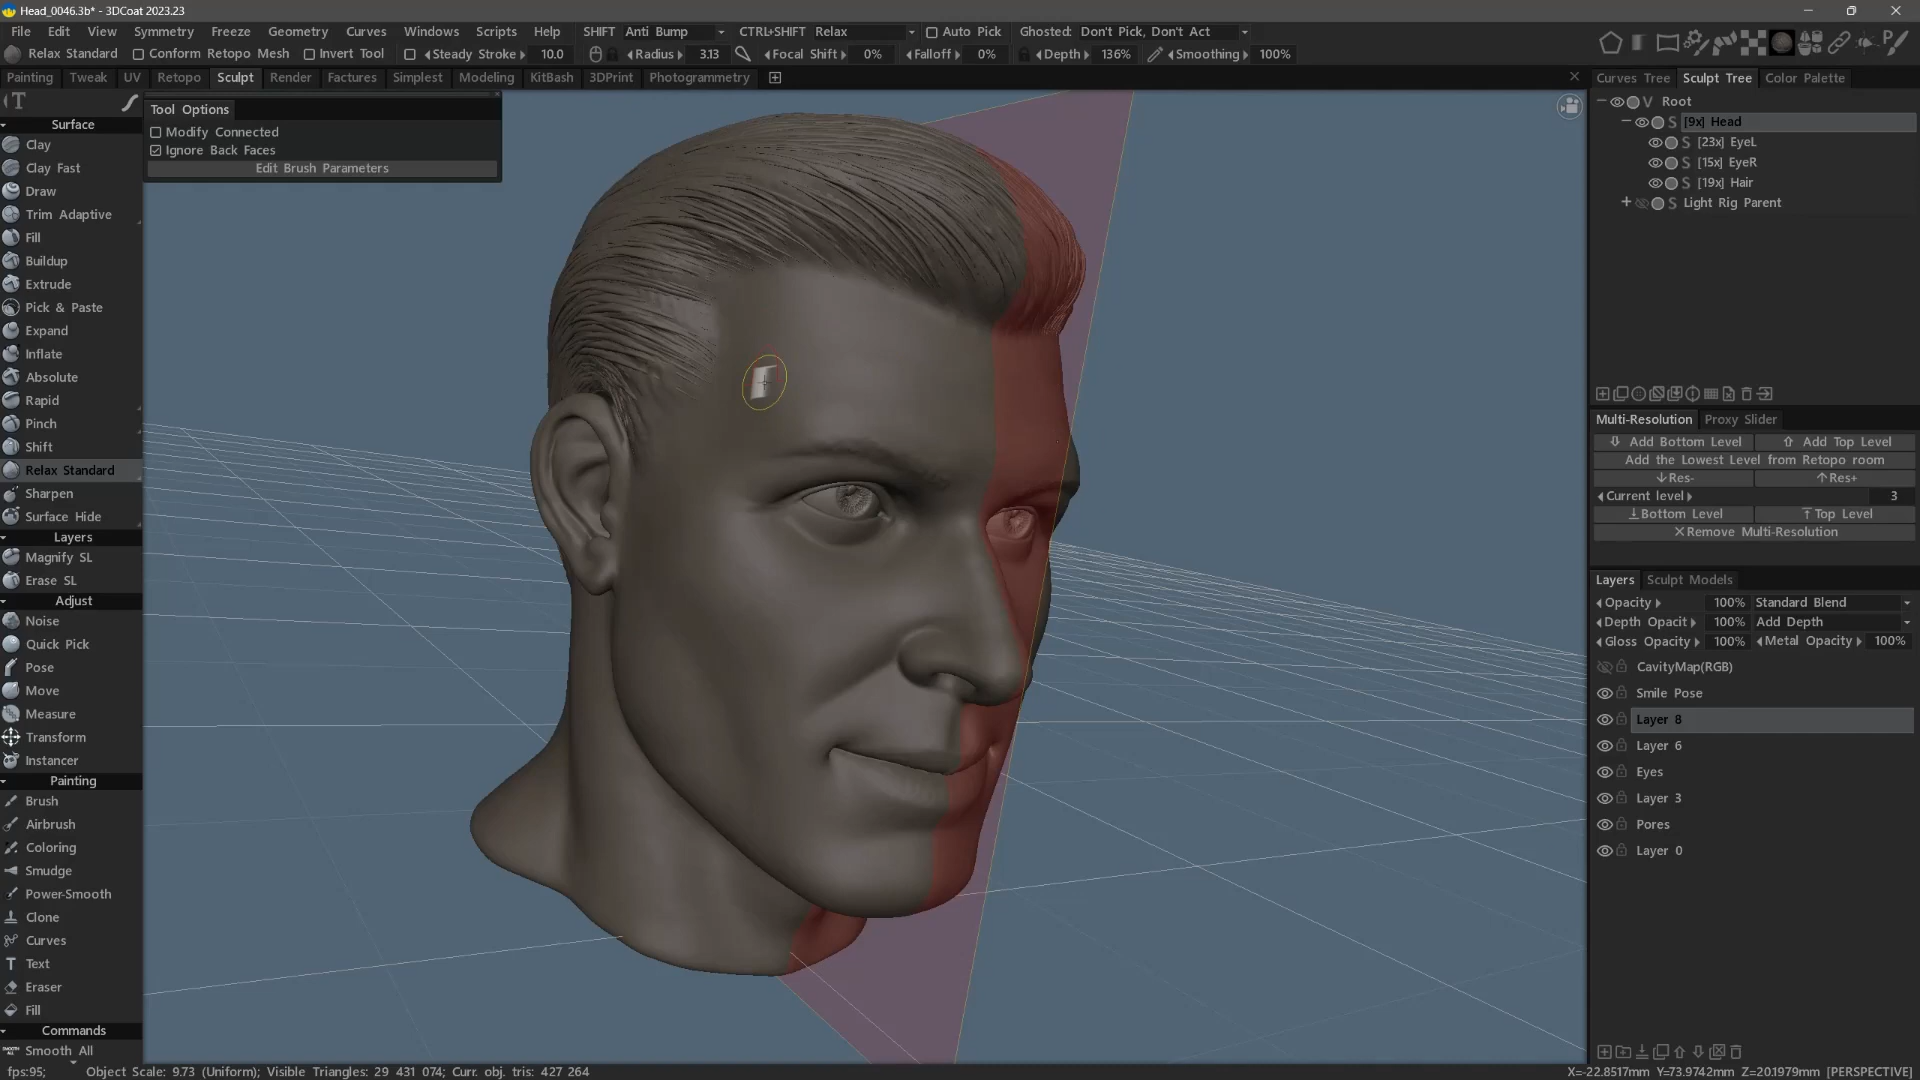 Head_0046.3b* - 3DCoat 2023.23
File Edit View Symmetry Freeze Geometry Curves Windows Scripts Help SHIFT Anti Bump CTRL+SHIFT Relax Auto Pick Ghosted: Don't Pick, Don't Act
Relax Standard Conform Retopo Mesh Invert Tool Steady Stroke 10.0 Radius 3.13 Focal Shift 0% Falloff 0% Depth 136% Smoothing 100%
Painting Tweak UV Retopo Sculpt Render Factures Simplest Modeling KitBash 3DPrint Photogrammetry
Tool Options
Modify Connected
Ignore Back Faces
Edit Brush Parameters
Surface
Clay
Clay Fast
Draw
Trim Adaptive
Fill
Buildup
Extrude
Pick & Paste
Expand
Inflate
Absolute
Rapid
Pinch
Shift
Relax Standard
Sharpen
Surface Hide
Layers
Magnify SL
Erase SL
Adjust
Noise
Quick Pick
Pose
Move
Measure
Transform
Instancer
Painting
Brush
Airbrush
Coloring
Smudge
Power-Smooth
Clone
Curves
Text
Eraser
Fill
Commands
Smooth All
Curves Tree Sculpt Tree Color Palette
V Root
S [9x] Head
S [23x] EyeL
S [15x] EyeR
S [19x] Hair
S Light Rig Parent
Multi-Resolution Proxy Slider
Add Bottom Level Add Top Level
Add the Lowest Level from Retopo room
Res- Res+
Current level 3
Bottom Level Top Level
Remove Multi-Resolution
Layers Sculpt Models
Opacity 100% Standard Blend
Depth Opacit 100% Add Depth
Gloss Opacity 100% Metal Opacity 100%
CavityMap(RGB)
Smile Pose
Layer 8
Layer 6
Eyes
Layer 3
Pores
Layer 0
fps:95; Object Scale: 9.73 (Uniform); Visible Triangles: 29 431 074; Curr. obj. tris: 427 264
X=-22.8517mm Y=73.9742mm Z=20.1979mm [PERSPECTIVE]